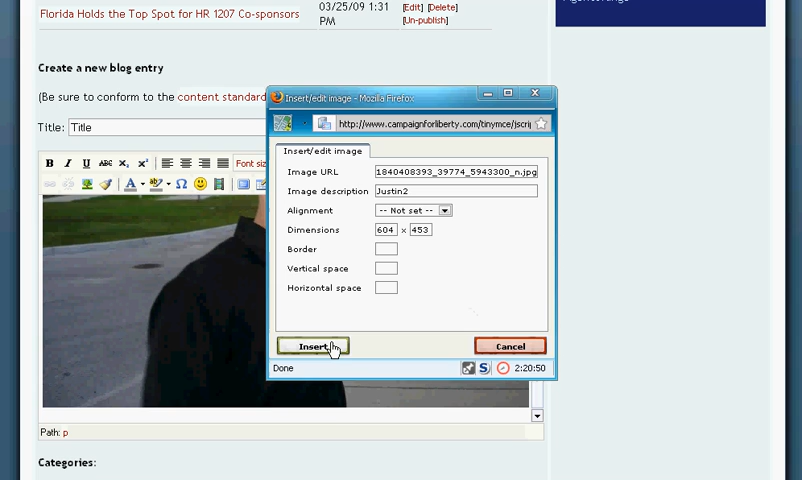 Florida Holds the Top Spot for HR 1207 Co-sponsors
03/25/09 1:31 PM
[Edit] [Delete]
[Un-publish]
Create a new blog entry
(Be sure to conform to the content standard
Title: Title
B I U ABC x₂ x² Font siz
Insert/edit image - Mozilla Firefox
http://www.campaignforliberty.com/tinymce/jscri
Insert/edit image
Image URL 1840408393_39774_5943300_n.jpg
Image description Justin2
Alignment -- Not set --
Dimensions 604 x 453
Border
Vertical space
Horizontal space
Insert Cancel
Done 2:20:50
Path: p
Categories: